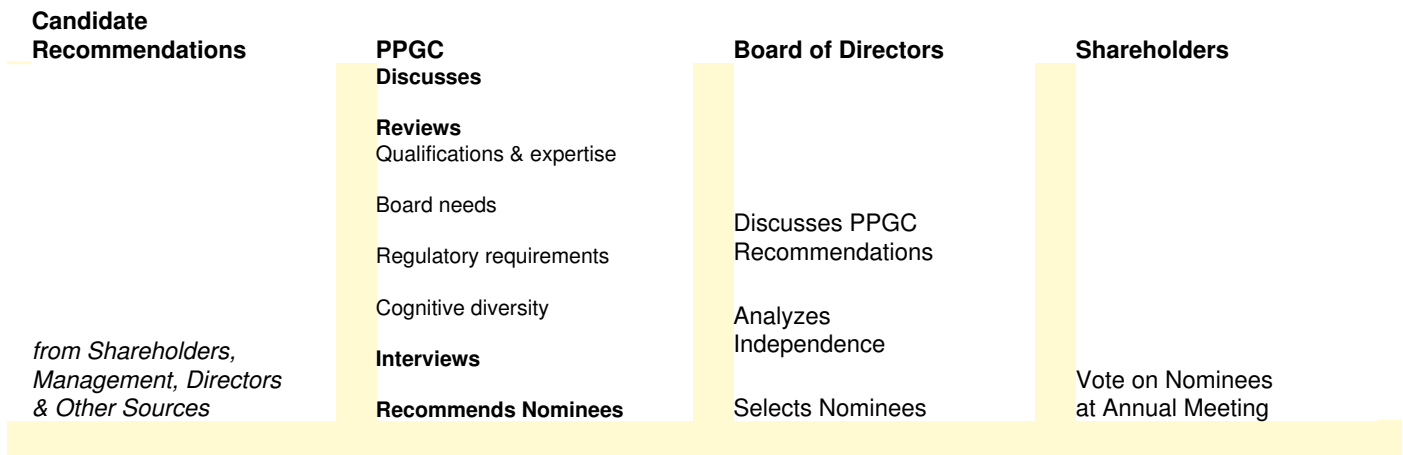 Candidate
Recommendations
from Shareholders,
Management, Directors
& Other Sources
PPGC
Discusses
Reviews
Qualifications & expertise
Board needs
Regulatory requirements
Cognitive diversity
Interviews
Recommends Nominees
Board of Directors
Discusses PPGC
Recommendations
Analyzes
Independence
Selects Nominees
Shareholders
Vote on Nominees
at Annual Meeting